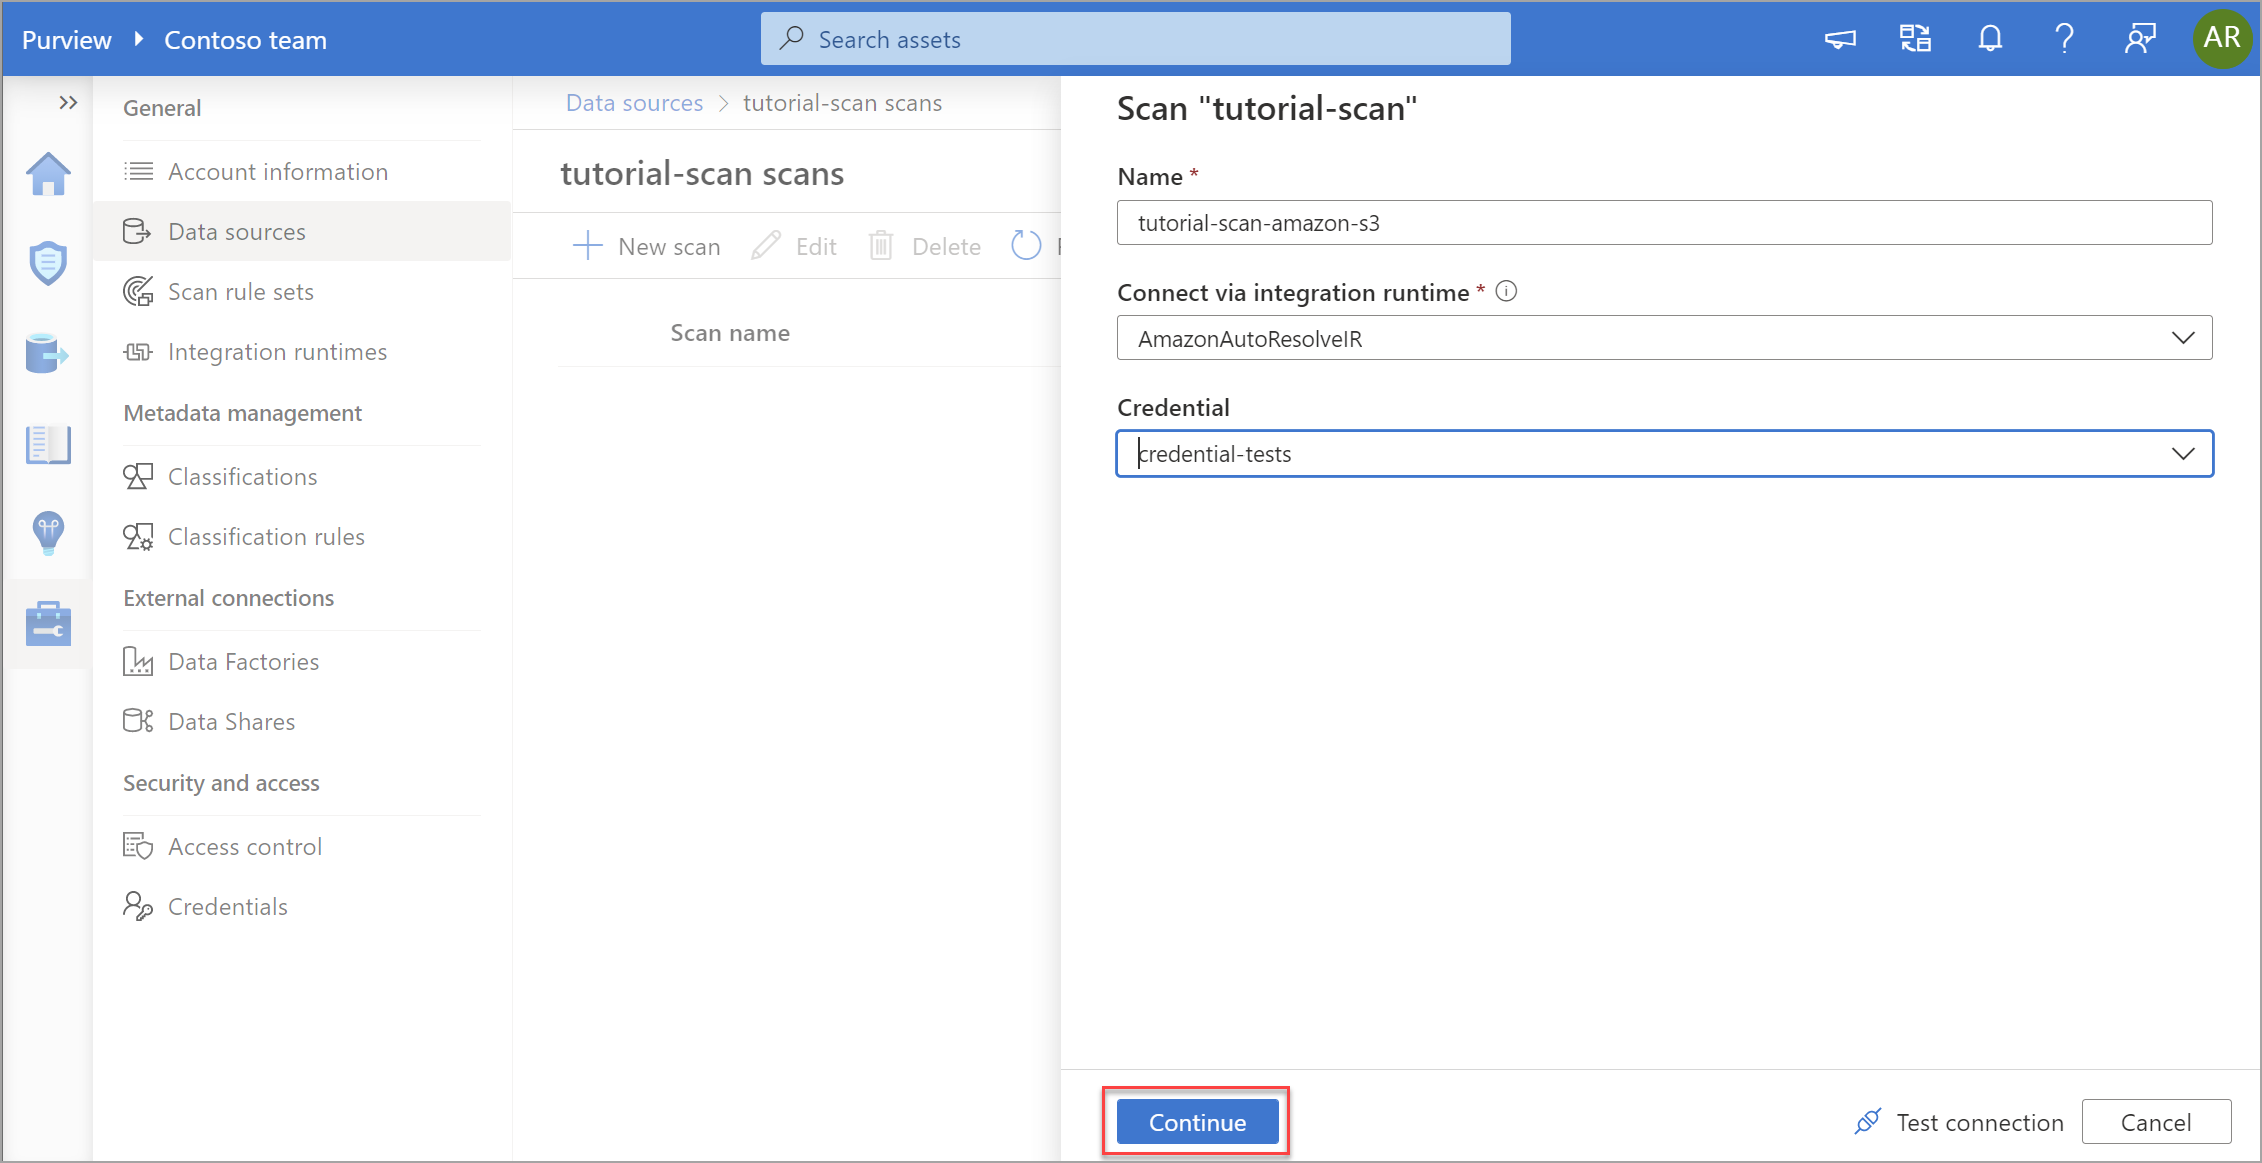 Purview
Contoso team
Search assets
AR
General
Account information
Data sources
Scan rule sets
Integration runtimes
Metadata management
Classifications
Classification rules
External connections
Data Factories
Data Shares
Security and access
Access control
Credentials
Data sources > tutorial-scan scans
tutorial-scan scans
New scan
Edit
Delete
Scan name
Scan "tutorial-scan"
Name *
tutorial-scan-amazon-s3
Connect via integration runtime *
AmazonAutoResolveIR
Credential
credential-tests
Continue
Test connection
Cancel